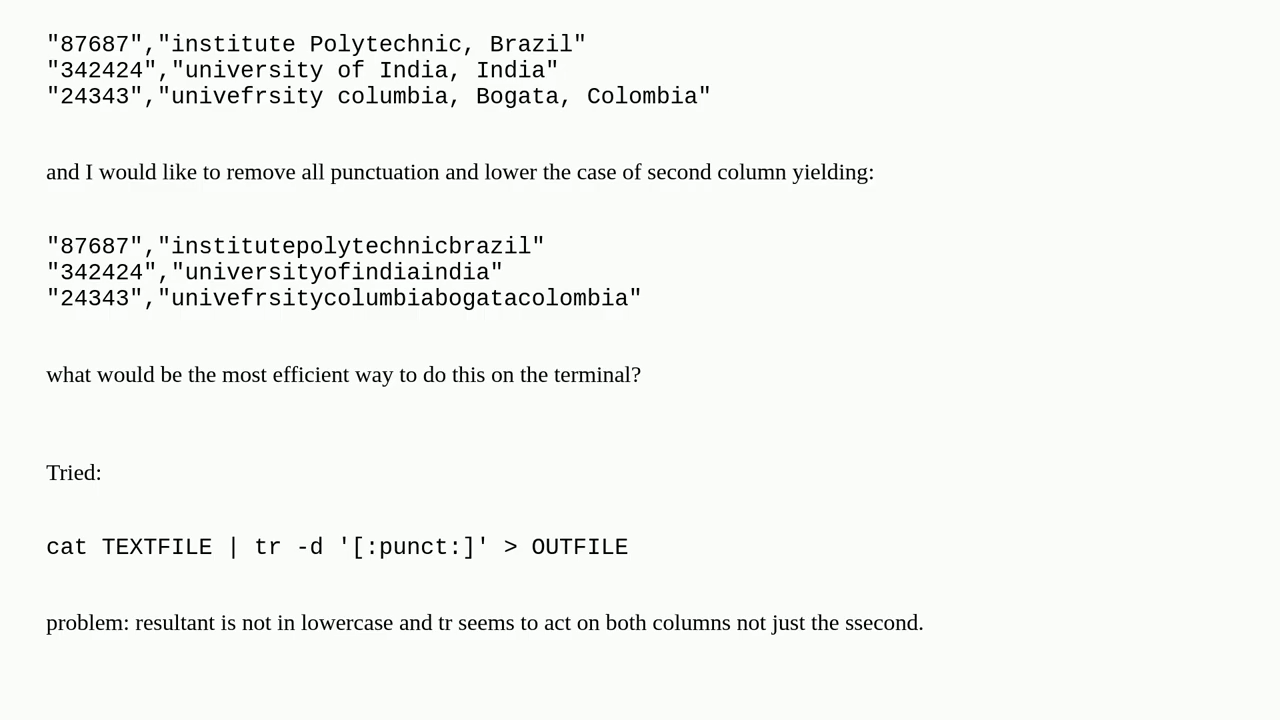 "87687","institute Polytechnic, Brazil"
"342424","university of India, India"
"24343","univefrsity columbia, Bogata, Colombia"
and I would like to remove all punctuation and lower the case of second column yielding:
"87687","institutepolytechnicbrazil"
"342424","universityofindiaindia"
"24343","univefrsitycolumbiabogatacolombia"
what would be the most efficient way to do this on the terminal?
Tried:
cat TEXTFILE | tr -d '[:punct:]' > OUTFILE
problem: resultant is not in lowercase and tr seems to act on both columns not just the ssecond.